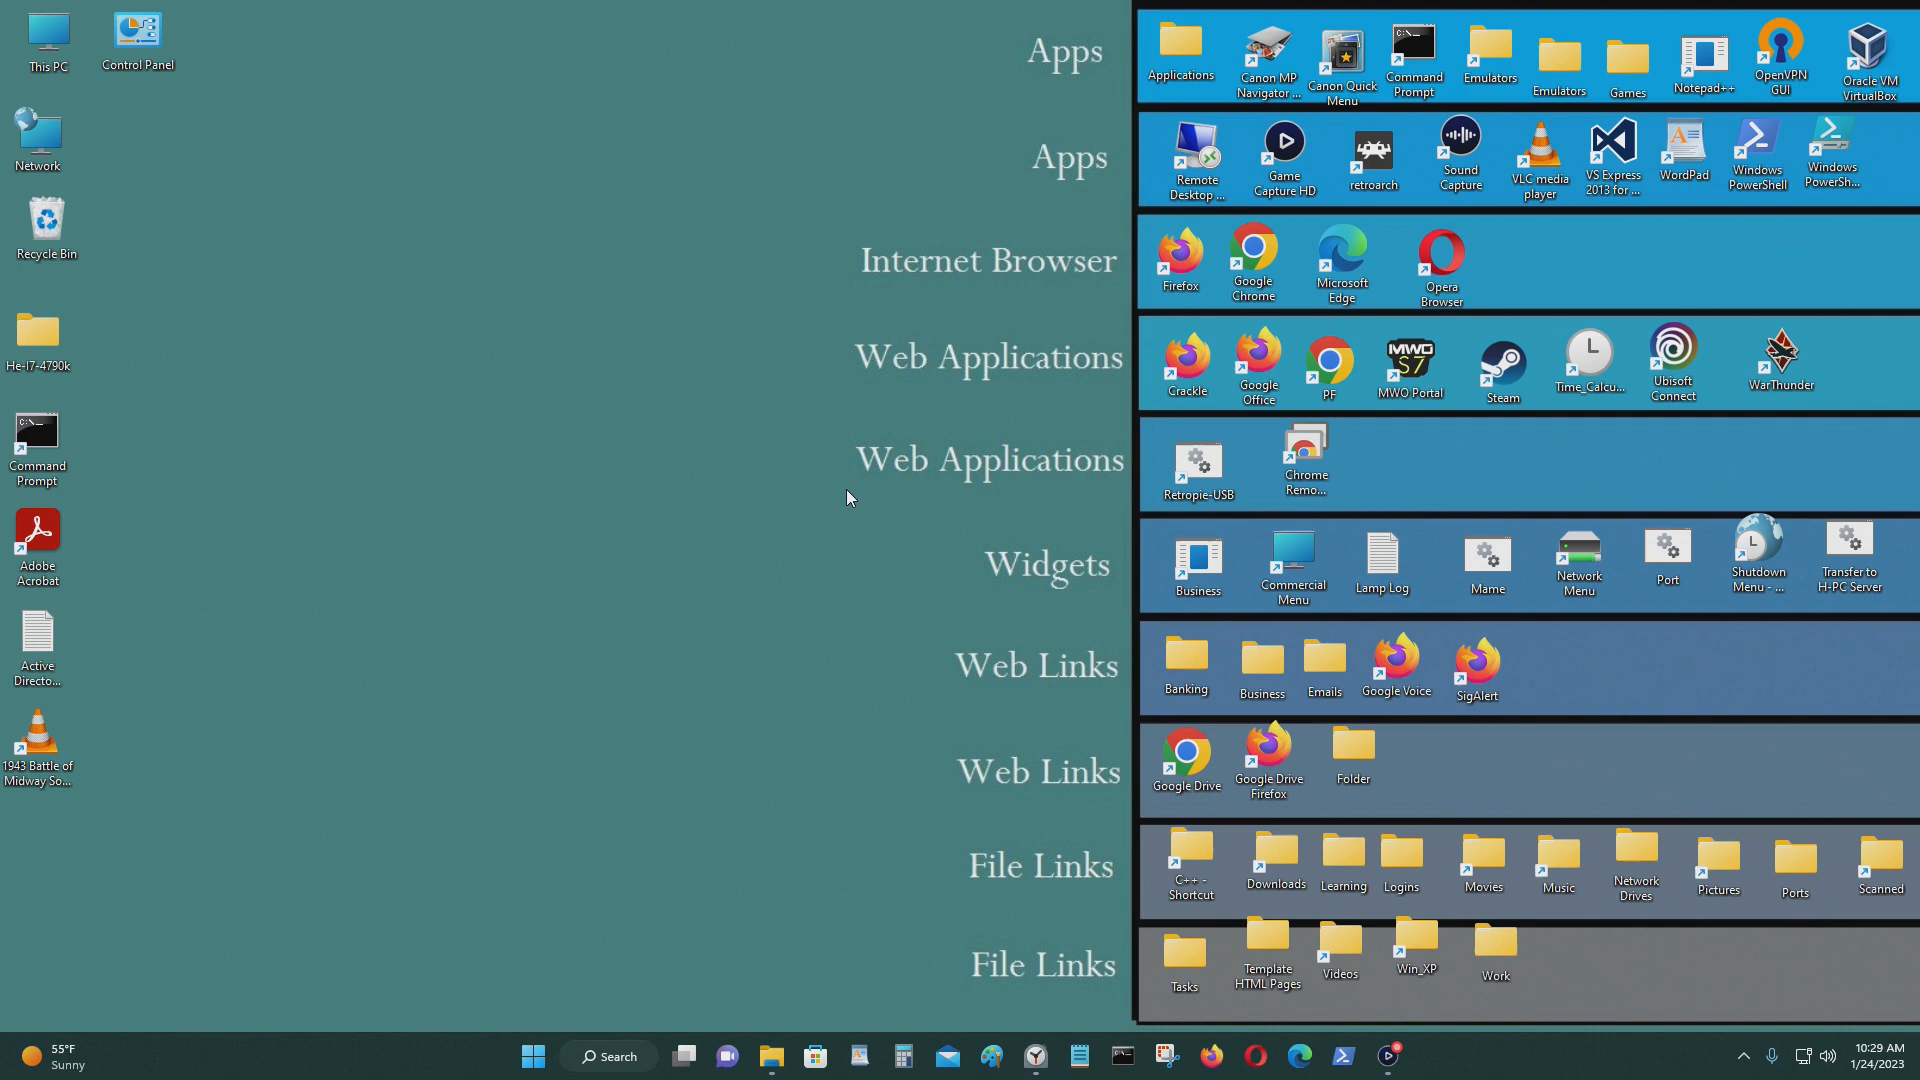 This PC
Control Panel
Network
Recycle Bin
He-I7-4790k
Command
Prompt
Adobe
Acrobat
Active
Directo...
1943 Battle of
Midway So...
Apps
Applications
Canon MP
Navigator ...
Canon Quick
Menu
Command
Prompt
Emulators
Emulators
Games
Notepad++
OpenVPN
GUI
Oracle VM
VirtualBox
Apps
Remote
Desktop ...
Game
Capture HD
retroarch
Sound
Capture
VLC media
player
VS Express
2013 for ...
WordPad
Windows
PowerShell
Windows
PowerSh...
Internet Browser
Firefox
Google
Chrome
Microsoft
Edge
Opera
Browser
Web Applications
Crackle
Google
Office
PF
MWO
S7
MWO Portal
Steam
Time_Calcu...
Ubisoft
Connect
WarThunder
Web Applications
Retropie-USB
Chrome
Remo...
Widgets
Business
Commercial
Menu
Lamp Log
Mame
Network
Menu
Port
Shutdown
Menu - ...
Transfer to
H-PC Server
Web Links
Banking
Business
Emails
Google Voice
SigAlert
Web Links
Google Drive
Google Drive
Firefox
Folder
File Links
C++ -
Shortcut
Downloads
Learning
Logins
Movies
Music
Network
Drives
Pictures
Ports
Scanned
File Links
Tasks
Template
HTML Pages
Videos
Win_XP
Work
55°F
Sunny
Search
10:29 AM
1/24/2023